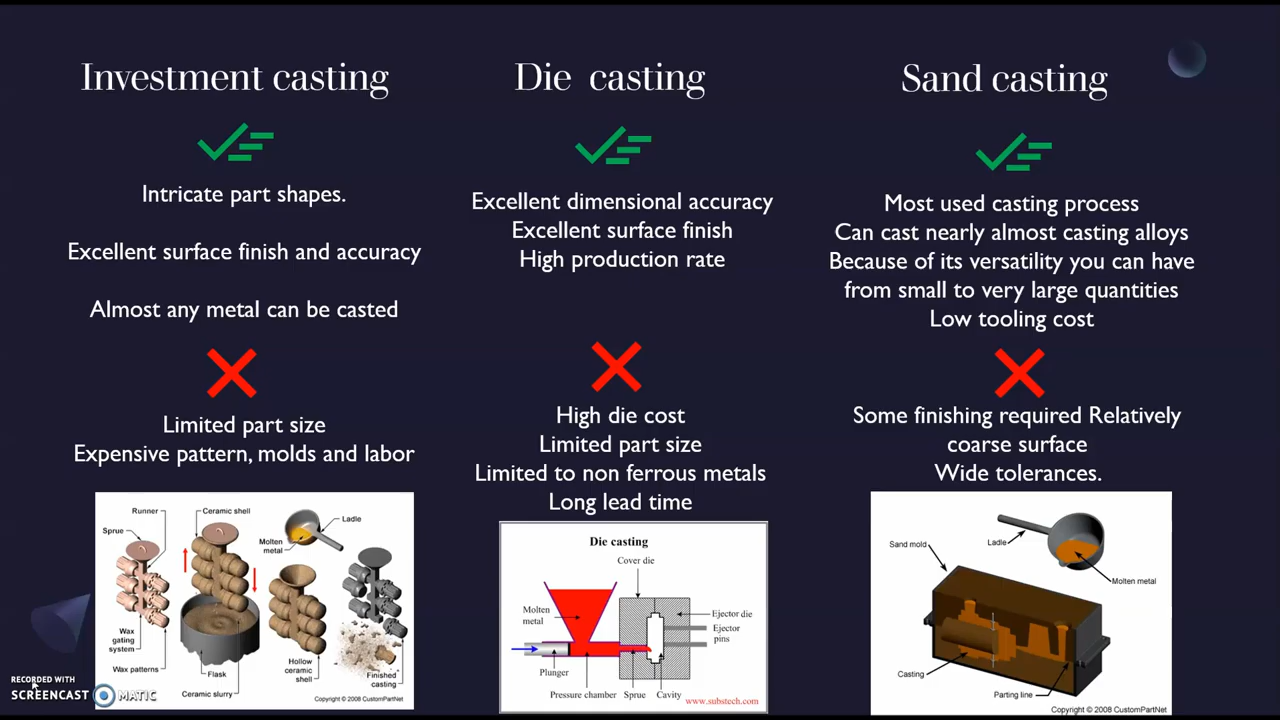 Investment casting
Intricate part shapes.
Excellent surface finish and accuracy
Almost any metal can be casted
Limited part size
Expensive pattern, molds and labor
Runner
Sprue
Ceramic shell
Ladle
Molten
metal
Wax
gating
system
Wax patterns
Flask
Ceramic slurry
Hollow
ceramic
shell
Finished
casting
Copyright © 2008 CustomPartNet
Die casting
Excellent dimensional accuracy
Excellent surface finish
High production rate
High die cost
Limited part size
Limited to non ferrous metals
Long lead time
Die casting
Cover die
Molten
metal
Ejector die
Ejector
pins
Plunger
Pressure chamber
Sprue
Cavity
www.substech.com
Sand casting
Most used casting process
Can cast nearly almost casting alloys
Because of its versatility you can have
from small to very large quantities
Low tooling cost
Some finishing required Relatively
coarse surface
Wide tolerances.
Sand mold
Ladle
Molten metal
Casting
Parting line
Copyright © 2008 CustomPartNet
RECORDED WITH
SCREENCAST MATIC